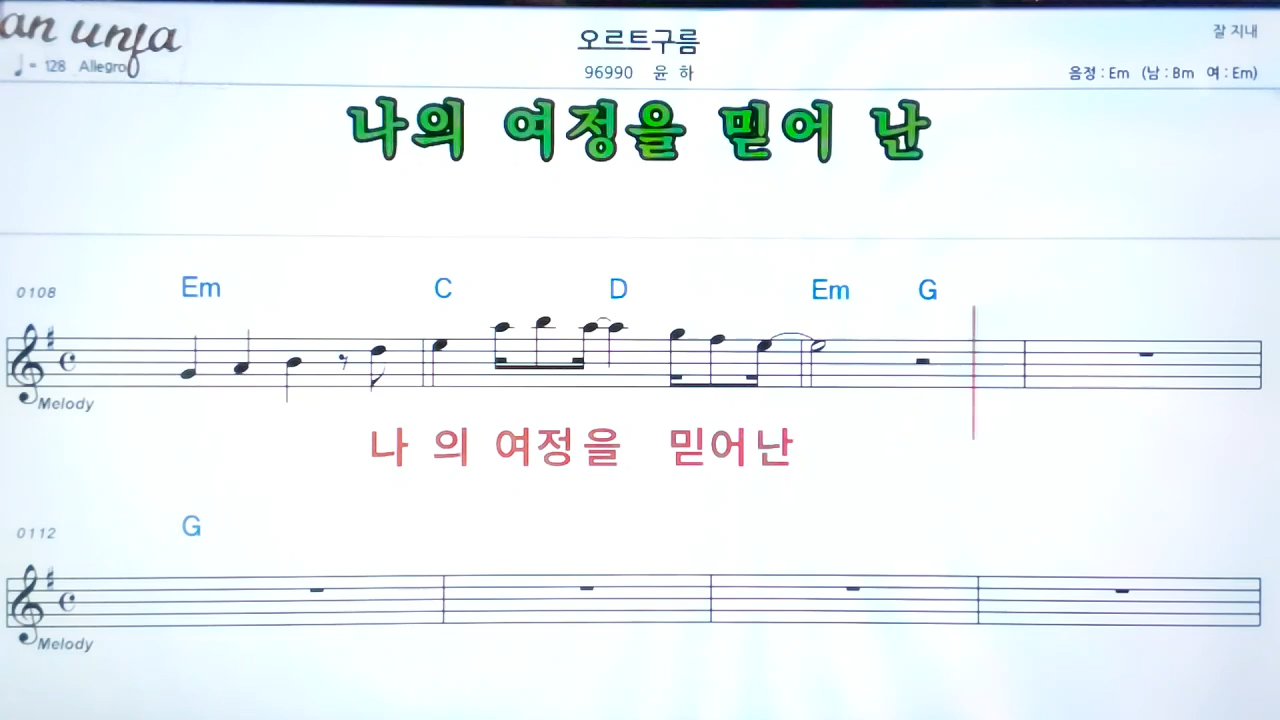 an unfa
♩= 128 Allegro
오르트구름
96990 윤 하
잘 지내
음정 : Em (남 : Bm 여 : Em)
나의 여정을 믿어 난
0108 Em C D Em G
Melody
나 의 여정을 믿어난
0112 G
Melody